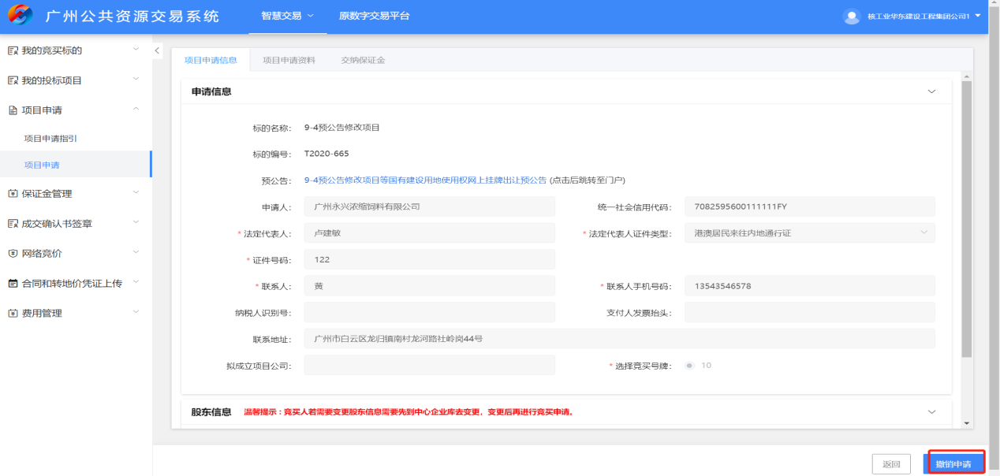 广州公共资源交易系统
智慧交易
原数字交易平台
核工业华东建设工程集团公司1
我的竞买标的
我的投标项目
项目申请
项目申请指引
项目申请
保证金管理
成交确认书签章
网络竞价
合同和转地价凭证上传
费用管理
项目申请信息
项目申请资料
交纳保证金
申请信息
标的名称: 9-4预公告修改项目
标的编号: T2020-665
预公告: 9-4预公告修改项目等国有建设用地使用权网上挂牌出让预公告 (点击后跳转至门户)
申请人: 广州永兴浓缩饲料有限公司 统一社会信用代码: 7082595600111111FY
* 法定代表人: 卢建敏 * 法定代表人证件类型: 港澳居民来往内地通行证
* 证件号码: 122
* 联系人: 黄 * 联系人手机号码: 13543546578
纳税人识别号: 支付人发票抬头:
联系地址: 广州市白云区龙归镇南村龙河路社岭岗44号
拟成立项目公司: * 选择竞买号牌: 10
股东信息 温馨提示：竞买人若需要变更股东信息需要先到中心企业库去变更，变更后再进行竞买申请。
返回
撤销申请